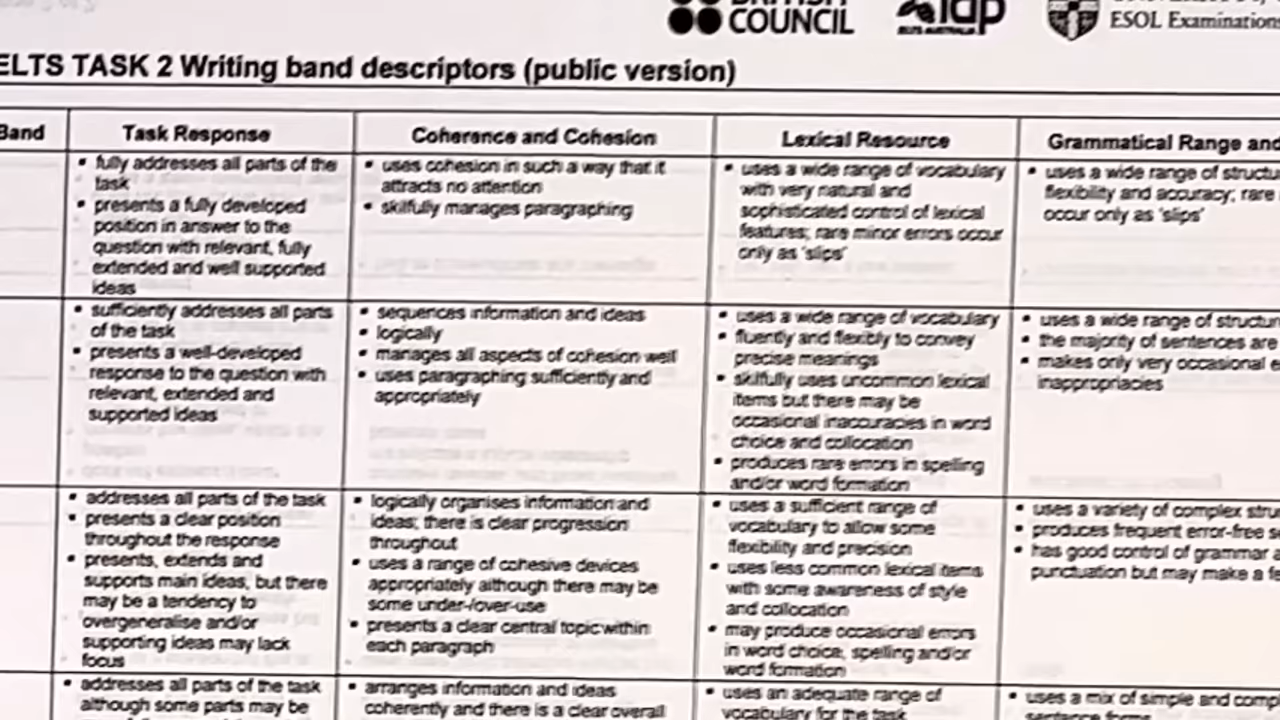 BRITISH
COUNCIL
idp
ESOL Examinations
ELTS TASK 2 Writing band descriptors (public version)
Band
Task Response
Coherence and Cohesion
Lexical Resource
Grammatical Range and
• fully addresses all parts of the
task
• presents a fully developed
position in answer to the
question with relevant, fully
extended and well supported
ideas
• uses cohesion in such a way that it
attracts no attention
• skilfully manages paragraphing
• uses a wide range of vocabulary
with very natural and
sophisticated control of lexical
features; rare minor errors occur
only as 'slips'
• uses a wide range of structu
flexibility and accuracy; rare
occur only as 'slips'
• sufficiently addresses all parts
of the task
• presents a well-developed
response to the question with
relevant, extended and
supported ideas
• sequences information and ideas
• logically
• manages all aspects of cohesion well
• uses paragraphing sufficiently and
appropriately
• uses a wide range of vocabulary
• fluently and flexibly to convey
precise meanings
• skilfully uses uncommon lexical
items but there may be
occasional inaccuracies in word
choice and collocation
• produces rare errors in spelling
and/or word formation
• uses a wide range of structur
• the majority of sentences are
• makes only very occasional e
inappropriacies
• addresses all parts of the task
• presents a clear position
throughout the response
• presents, extends and
supports main ideas, but there
may be a tendency to
overgeneralise and/or
supporting ideas may lack
focus
• logically organises information and
ideas; there is clear progression
throughout
• uses a range of cohesive devices
appropriately although there may be
some under-/over-use
• presents a clear central topic within
each paragraph
• uses a sufficient range of
vocabulary to allow some
flexibility and precision
• uses less common lexical items
with some awareness of style
and collocation
• may produce occasional errors
in word choice, spelling and/or
word formation
• uses a variety of complex stru
• produces frequent error-free s
• has good control of grammar a
punctuation but may make a fe
• addresses all parts of the task
although some parts may be
• arranges information and ideas
coherently and there is a clear overall
• uses an adequate range of
vocabulary for the task
• uses a mix of simple and comp
sentence forms